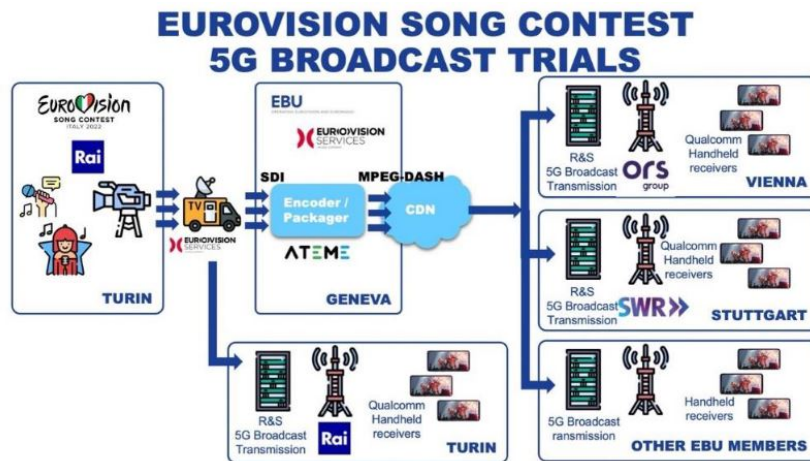 EUROVISION SONG CONTEST
5G BROADCAST TRIALS
EUROVISION
SONG CONTEST
ITALY 2022
Rai
TURIN
TV
EUROVISION
SERVICES
EBU
EUROVISION
SERVICES
SDI
MPEG-DASH
Encoder /
Packager
CDN
ATEME
GENEVA
R&S
5G Broadcast
Transmission
ors
group
Qualcomm
Handheld
receivers
VIENNA
R&S
5G Broadcast
Transmission
SWR»
Qualcomm
Handheld
receivers
STUTTGART
R&S
5G Broadcast
Transmission
Rai
Qualcomm
Handheld
receivers
TURIN
5G Broadcast
ransmission
Handheld
receivers
OTHER EBU MEMBERS